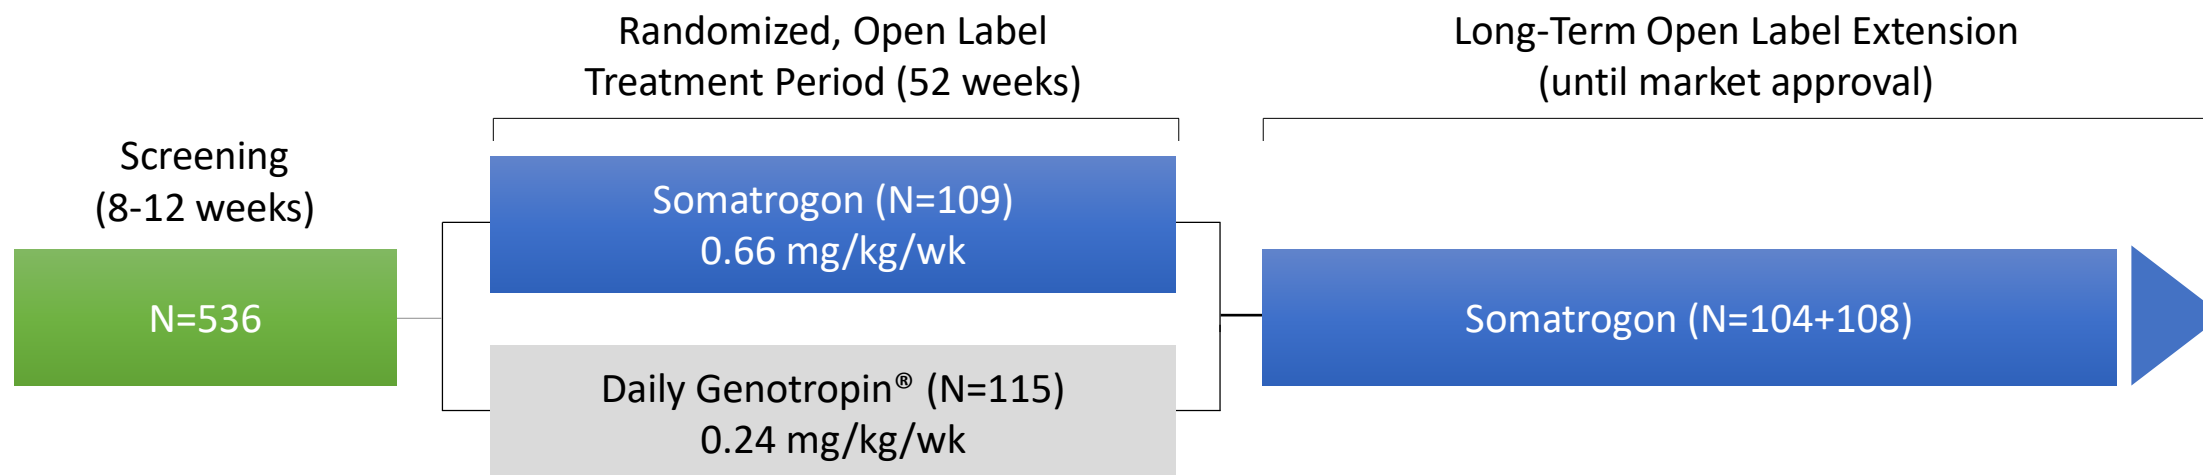 Screening
(8-12 weeks)
N=536
Randomized, Open Label
Treatment Period (52 weeks)
Somatrogon (N=109)
0.66 mg/kg/wk
Daily Genotropin® (N=115)
0.24 mg/kg/wk
Long-Term Open Label Extension
(until market approval)
Somatrogon (N=104+108)